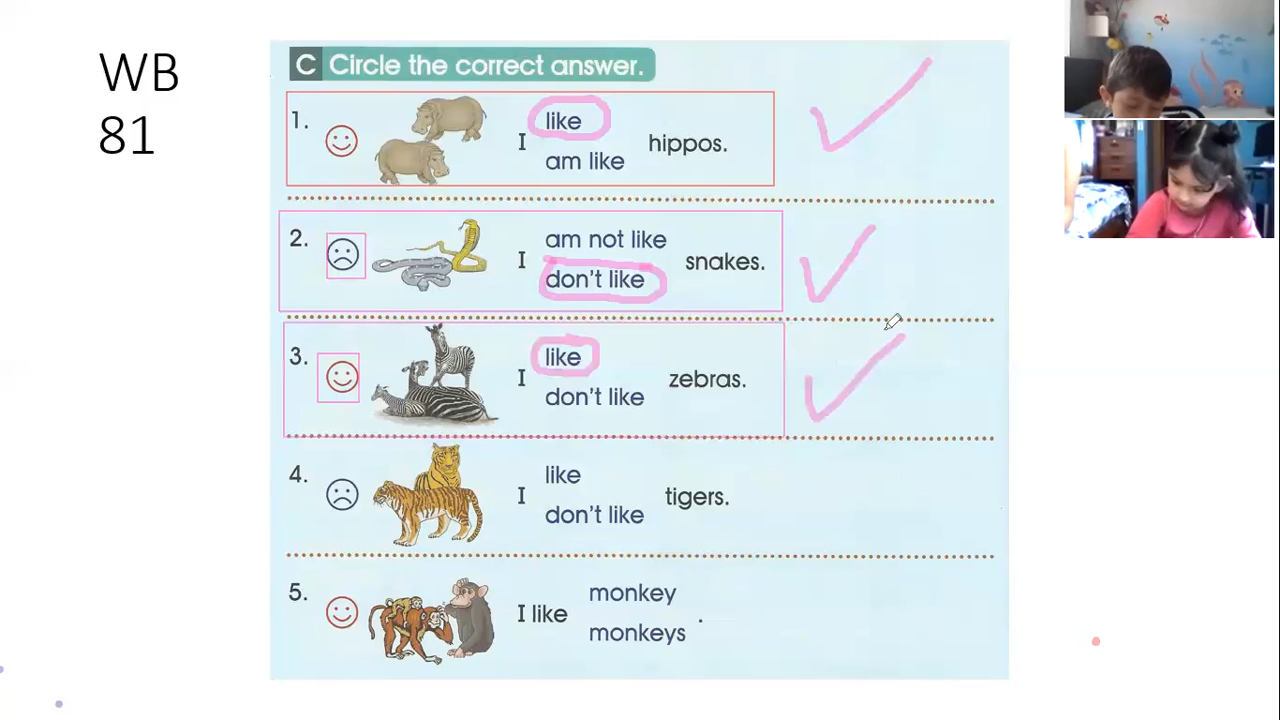 WB
81
C Circle the correct answer.
1. I like hippos.
am like
2. I am not like snakes.
don't like
3. I like zebras.
don't like
4. I like tigers.
don't like
5. I like monkey .
monkeys